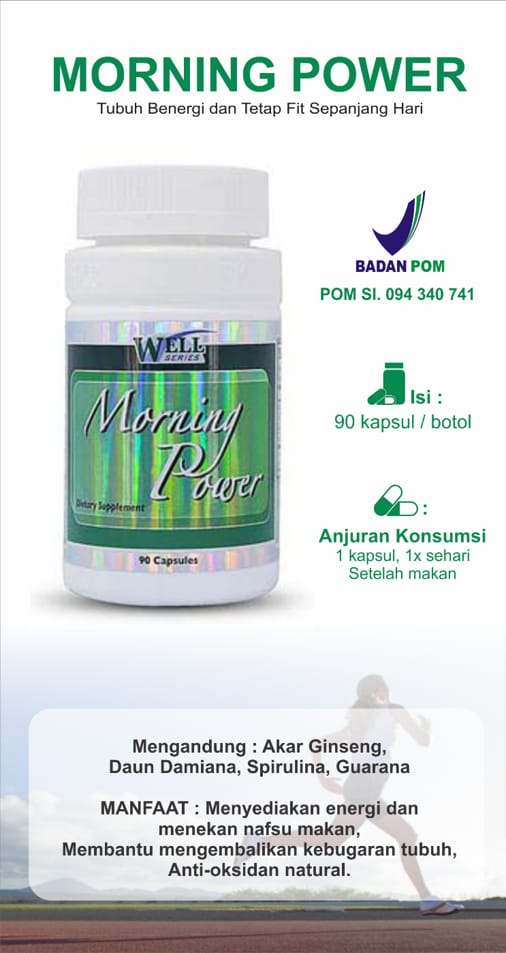 MORNING POWER
Tubuh Benergi dan Tetap Fit Sepanjang Hari
BADAN POM
POM SI. 094 340 741
WELL
SERIES
Isi :
90 kapsul / botol
Morning
Power
Dietary Supplement
90 Capsules
:
Anjuran Konsumsi
1 kapsul, 1x sehari
Setelah makan
Mengandung : Akar Ginseng,
Daun Damiana, Spirulina, Guarana
MANFAAT : Menyediakan energi dan
menekan nafsu makan,
Membantu mengembalikan kebugaran tubuh,
Anti-oksidan natural.